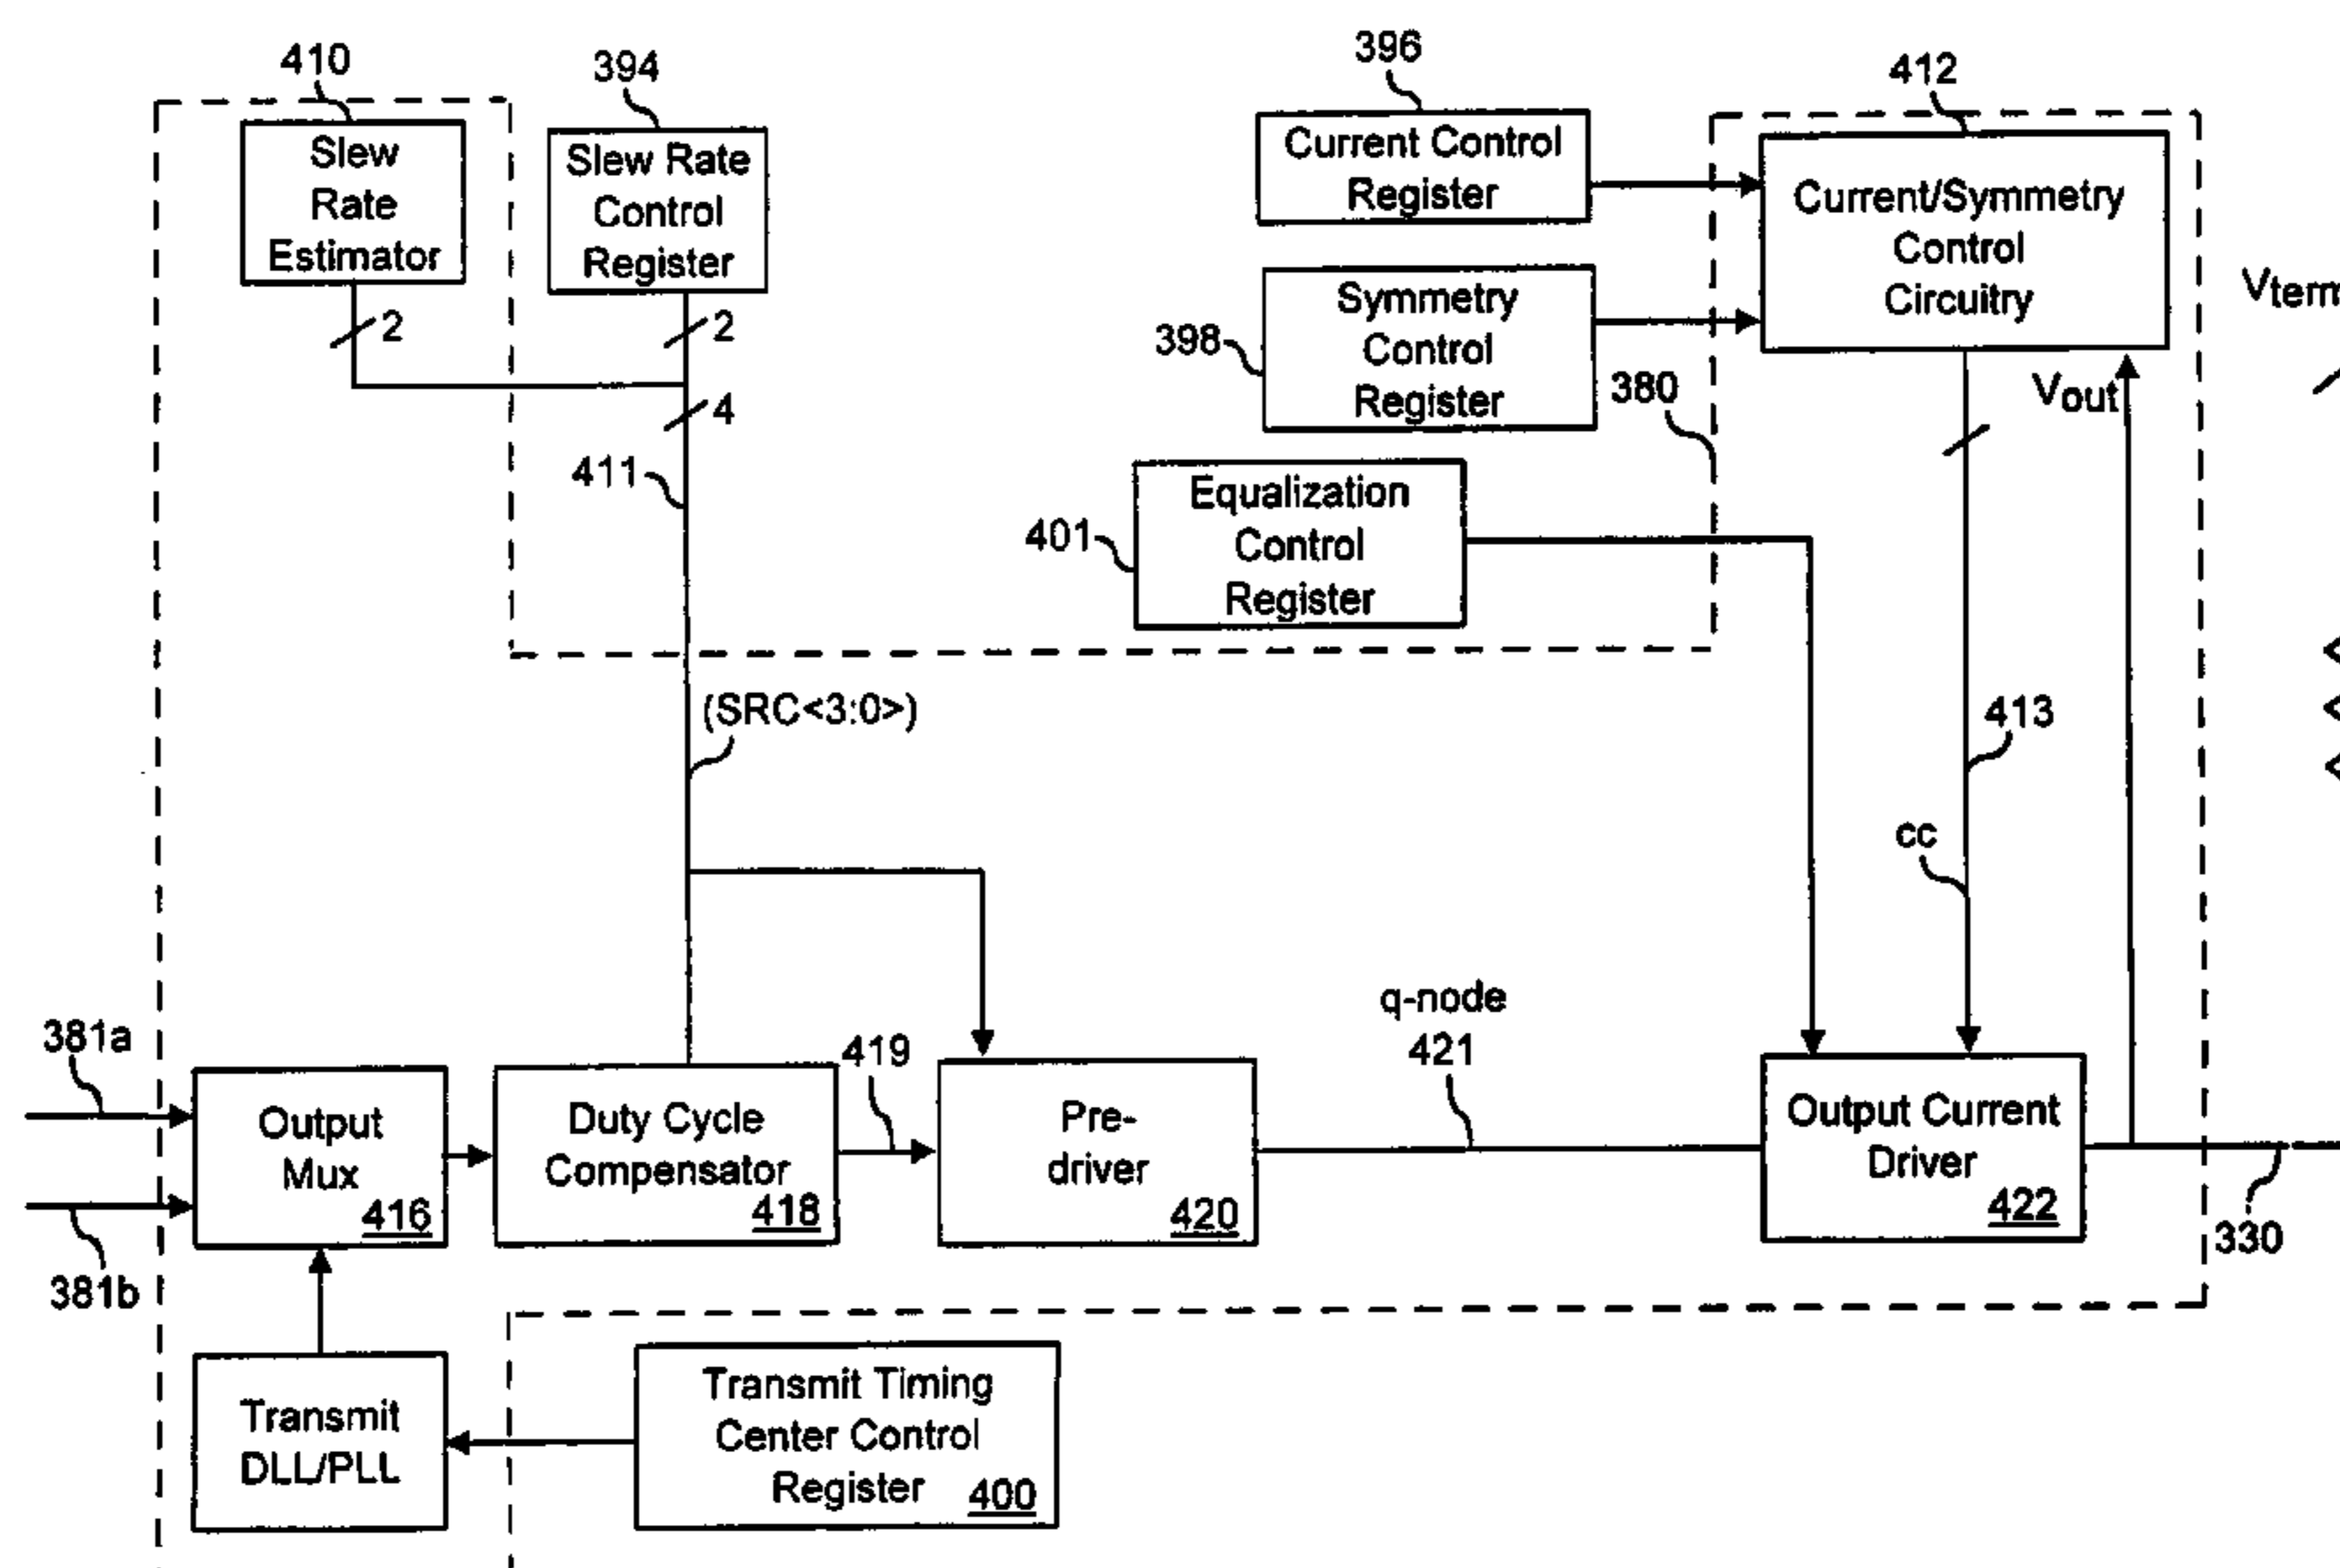 410
394
396
412
Slew
Rate
Estimator
Slew Rate
Control
Register
Current Control
Register
Current/Symmetry
Control
Circuitry
2
2
4
411
398
Symmetry
Control
Register
380
Vout
401
Equalization
Control
Register
(SRC<3:0>)
413
cc
q-node
421
381a
381b
419
Output
Mux
416
Duty Cycle
Compensator
418
Pre-
driver
420
Output Current
Driver
422
330
Transmit
DLL/PLL
Transmit Timing
Center Control
Register
400